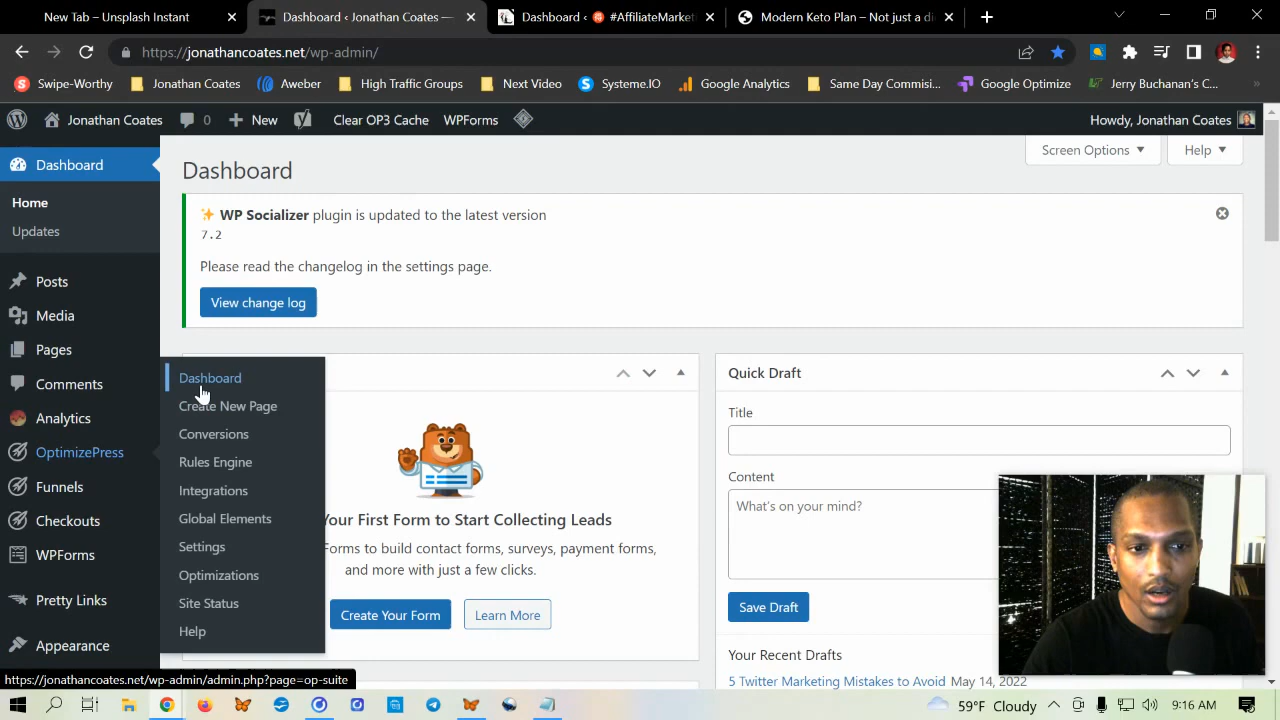 New Tab – Unsplash Instant
Dashboard ‹ Jonathan Coates —
Dashboard ‹ #AffiliateMarket
Modern Keto Plan – Not just a di
https://jonathancoates.net/wp-admin/
Swipe-Worthy
Jonathan Coates
Aweber
High Traffic Groups
Next Video
Systeme.IO
Google Analytics
Same Day Commisi...
Google Optimize
Jerry Buchanan's C...
»
Jonathan Coates
0
New
Clear OP3 Cache
WPForms
Howdy, Jonathan Coates
Dashboard
Home
Updates
Posts
Media
Pages
Comments
Analytics
OptimizePress
Funnels
Checkouts
WPForms
Pretty Links
Appearance
Dashboard
Create New Page
Conversions
Rules Engine
Integrations
Global Elements
Settings
Optimizations
Site Status
Help
Dashboard
Screen Options
Help
WP Socializer plugin is updated to the latest version
7.2
Please read the changelog in the settings page.
View change log
Your First Form to Start Collecting Leads
Forms to build contact forms, surveys, payment forms,
and more with just a few clicks.
Create Your Form
Learn More
Quick Draft
Title
Content
What's on your mind?
Save Draft
Your Recent Drafts
5 Twitter Marketing Mistakes to Avoid May 14, 2022
https://jonathancoates.net/wp-admin/admin.php?page=op-suite
59°F Cloudy
9:16 AM